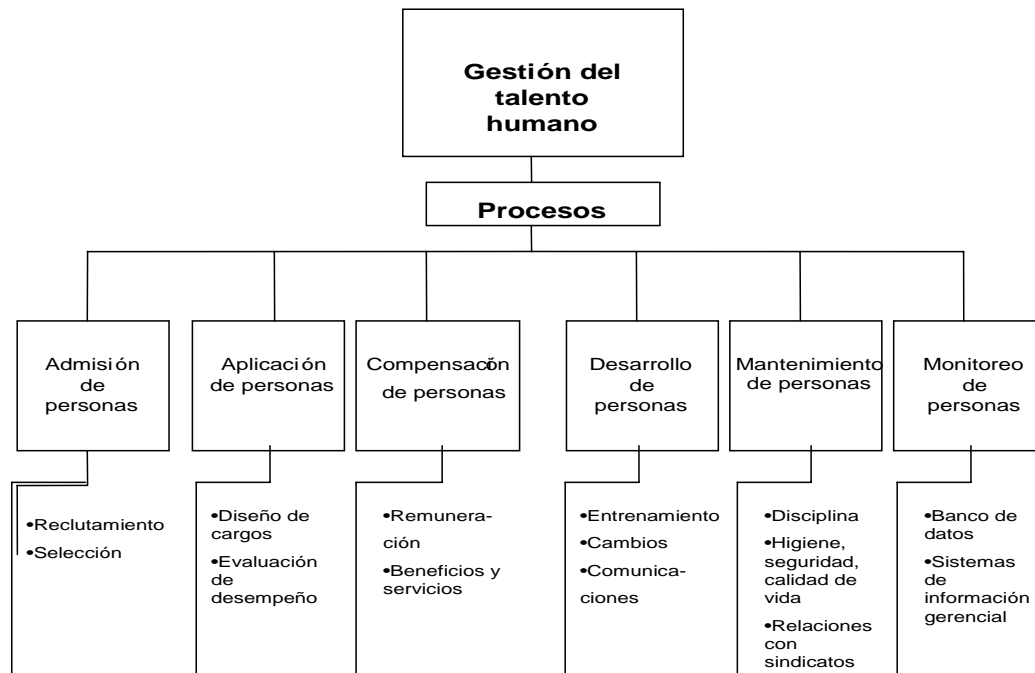 Gestión del
talento
humano
Procesos
Admisión
de
personas
Aplicación
de personas
Compensación
de personas
Desarrollo
de
personas
Mantenimiento
de personas
Monitoreo
de
personas
•Reclutamiento
•Selección
•Diseño de
cargos
•Evaluación
de
desempeño
•Remunera-
ción
•Beneficios y
servicios
•Entrenamiento
•Cambios
•Comunica-
ciones
•Disciplina
•Higiene,
seguridad,
calidad de
vida
•Relaciones
con
sindicatos
•Banco de
datos
•Sistemas
de
información
gerencial